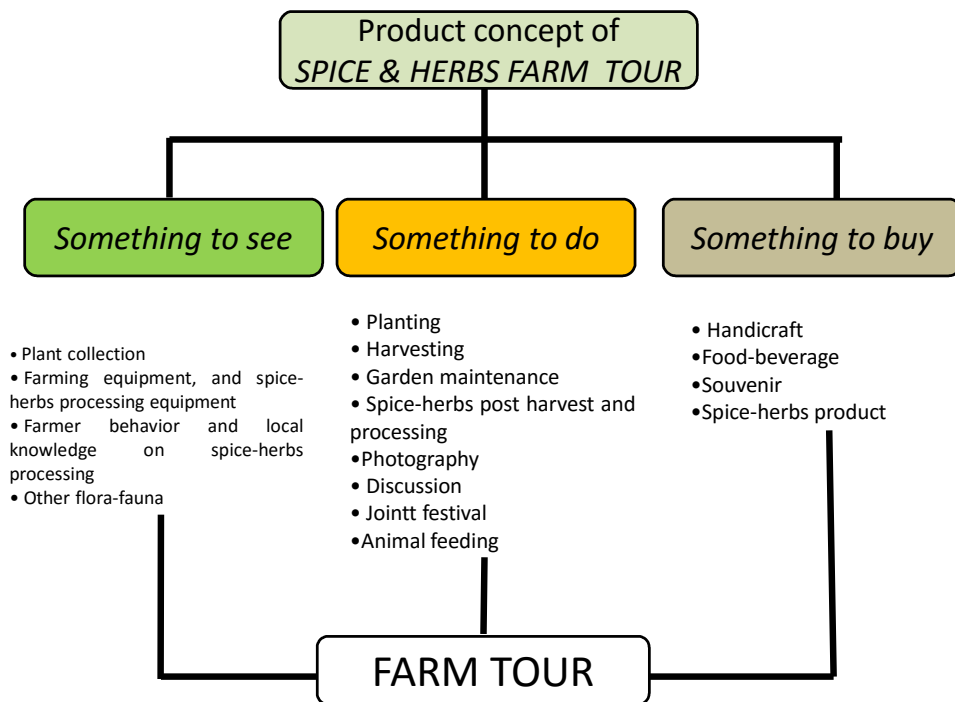 Product concept of
SPICE & HERBS FARM TOUR
Something to see
Something to do
Something to buy
• Plant collection
• Farming equipment, and spice-
herbs processing equipment
• Farmer behavior and local
knowledge on spice-herbs
processing
• Other flora-fauna
• Planting
• Harvesting
• Garden maintenance
• Spice-herbs post harvest and
processing
•Photography
• Discussion
• Jointt festival
•Animal feeding
• Handicraft
•Food-beverage
•Souvenir
•Spice-herbs product
FARM TOUR